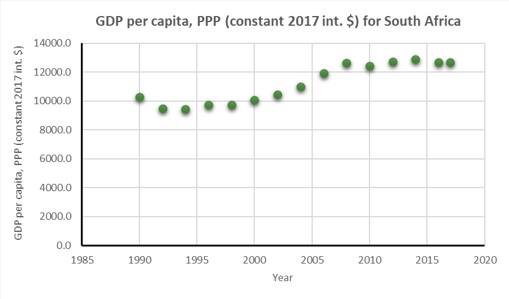 GDP per capita, PPP (constant 2017 int. $) for South Africa
GDP per capita, PPP (constant 2017 int. $)
14000.0
12000.0
10000.0
8000.0
6000.0
4000.0
2000.0
0.0
1985 1990 1995 2000 2005 2010 2015 2020
Year